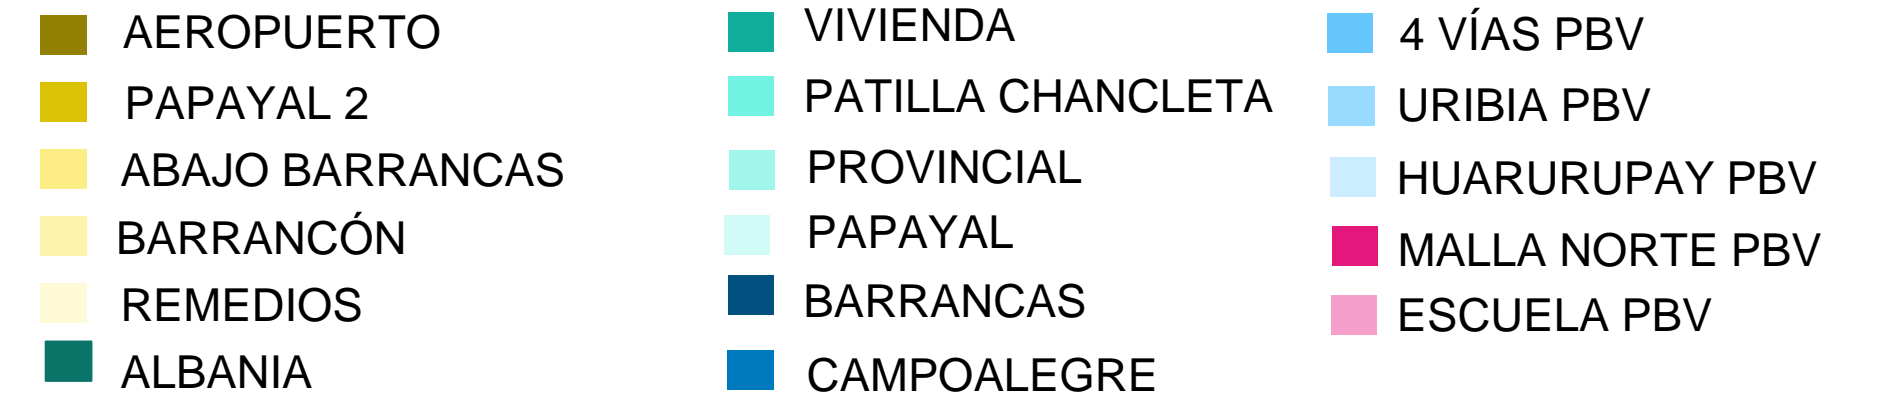 AEROPUERTO
PAPAYAL 2
ABAJO BARRANCAS
BARRANCÓN
REMEDIOS
ALBANIA
VIVIENDA
PATILLA CHANCLETA
PROVINCIAL
PAPAYAL
BARRANCAS
CAMPOALEGRE
4 VÍAS PBV
URIBIA PBV
HUARURUPAY PBV
MALLA NORTE PBV
ESCUELA PBV